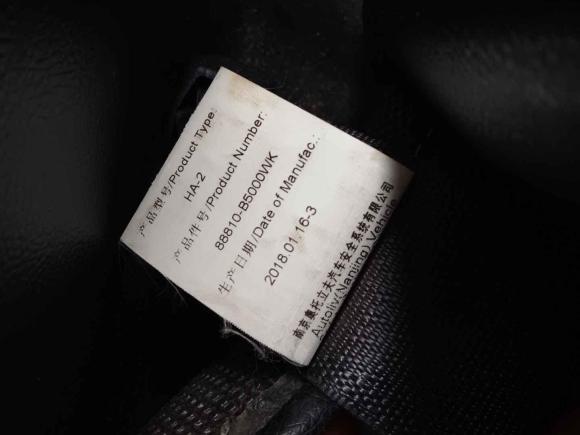 产品型号/Product Type:
HA-2
产品件号/Product Number:
88810-B5000WK
生产日期/Date of Manufac.:
2018.01.16-3
南京奥托立夫汽车安全系统有限公司
Autoliv(Nanjing) Vehicle